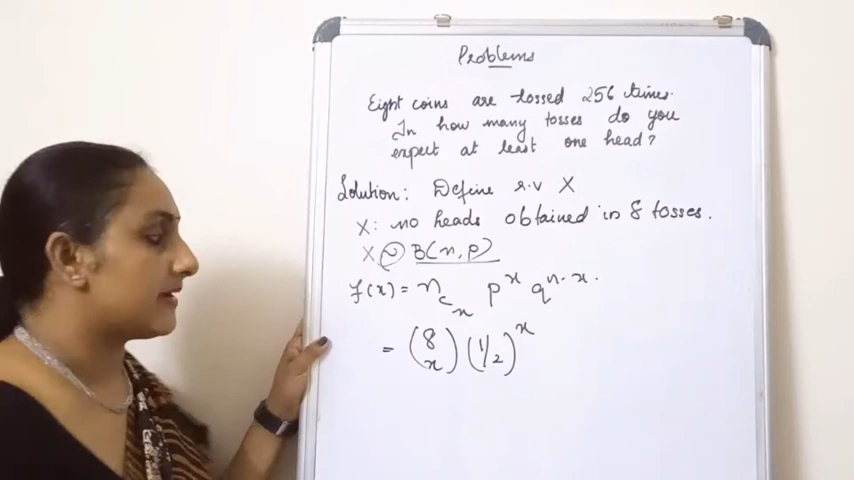 Problems
Eight coins are tossed 256 times.
In how many tosses do you
expect at least one head?
Solution: Define r.v X
X: no heads obtained in 8 tosses.
X ~ B(n, p)
f(x) = n c x p^x q^n-x.
= (8 x) (1/2)^x